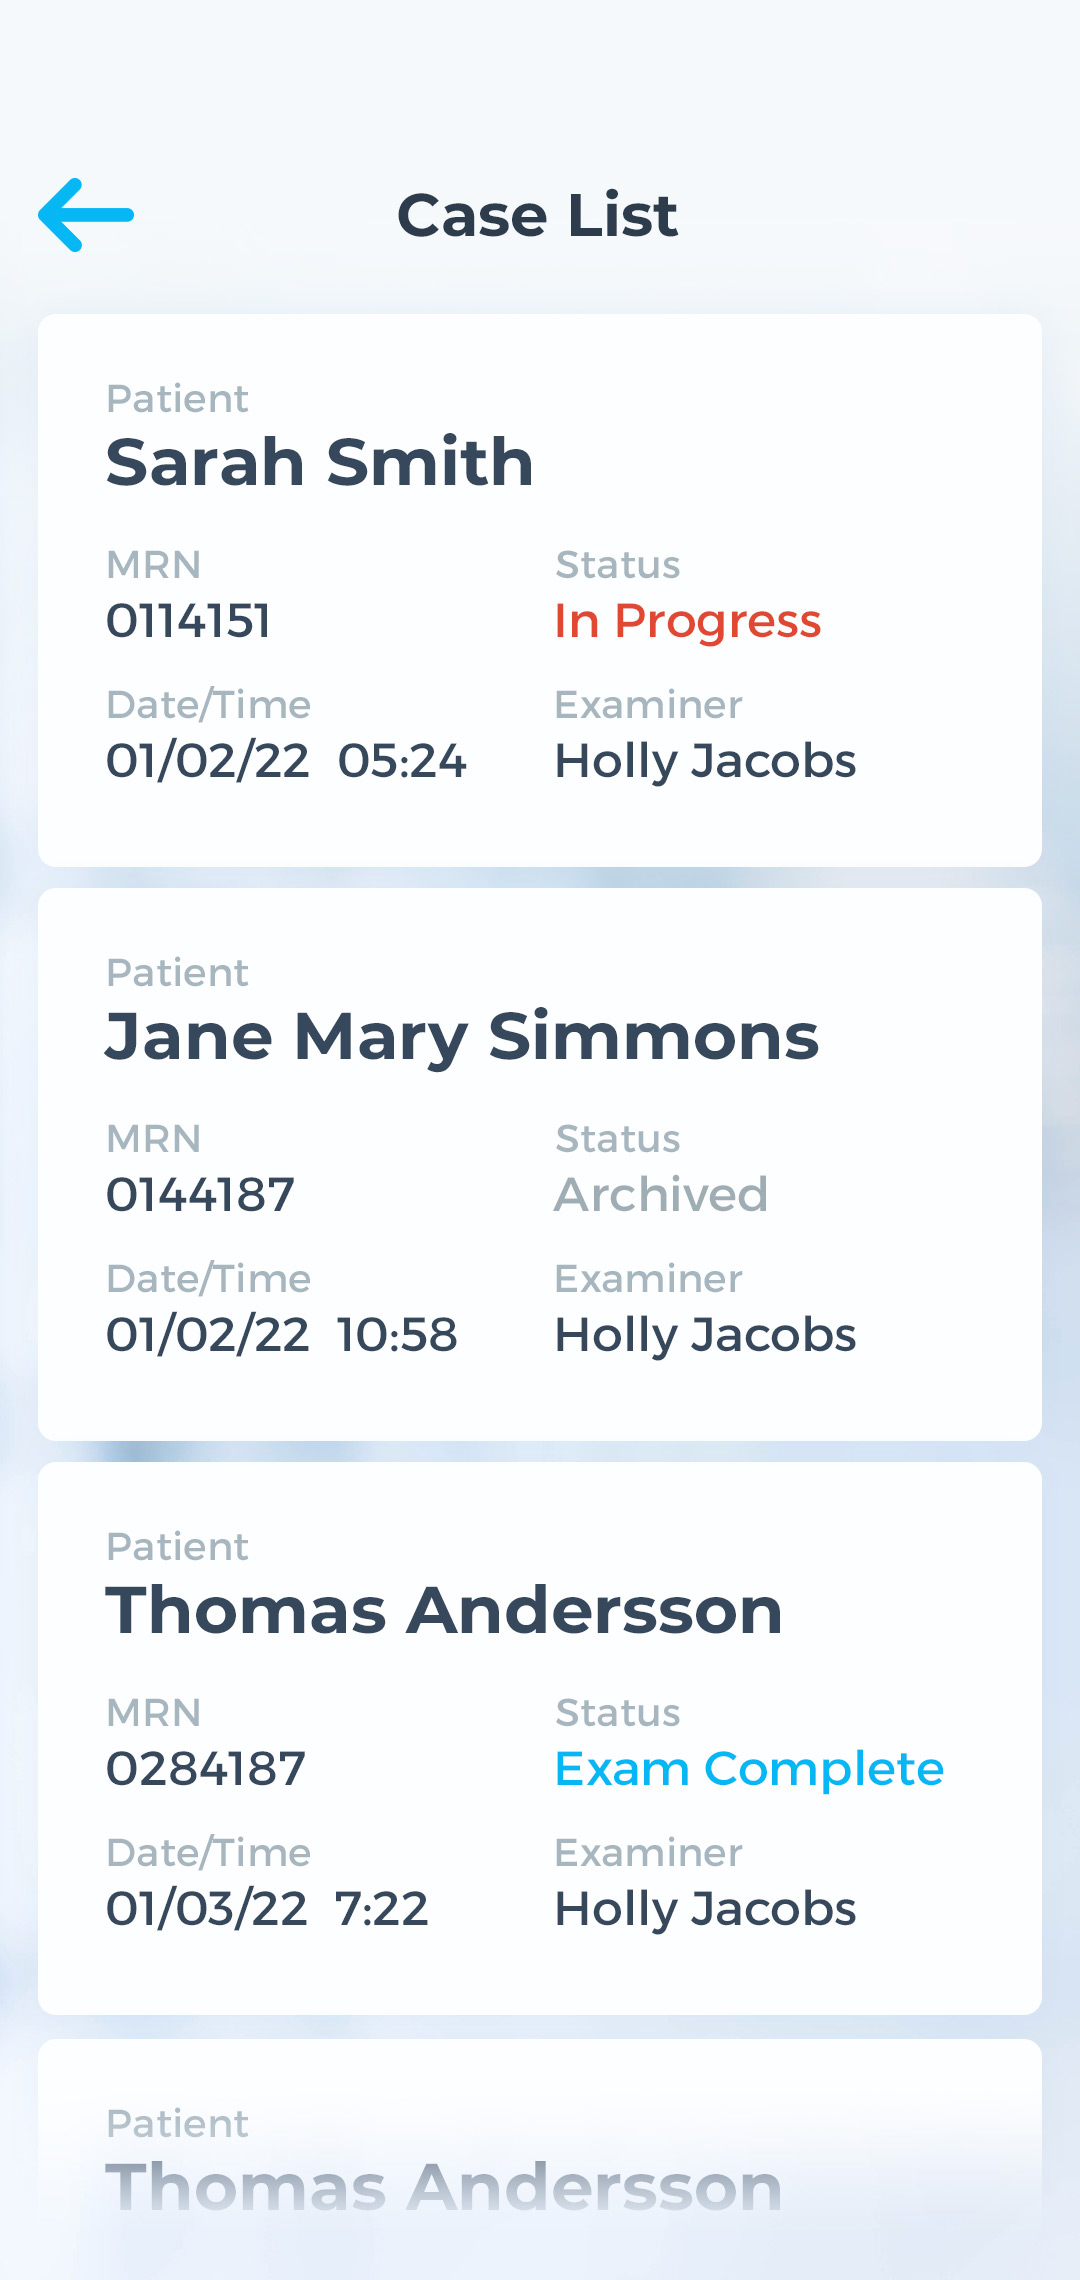 Case List
Patient
Sarah Smith
MRN
Status
0114151
In Progress
Date/Time
Examiner
01/02/22 05:24
Holly Jacobs
Patient
Jane Mary Simmons
MRN
Status
0144187
Archived
Date/Time
Examiner
01/02/22 10:58
Holly Jacobs
Patient
Thomas Andersson
MRN
Status
0284187
Exam Complete
Date/Time
Examiner
01/03/22 7:22
Holly Jacobs
Patient
Thomas Andersson